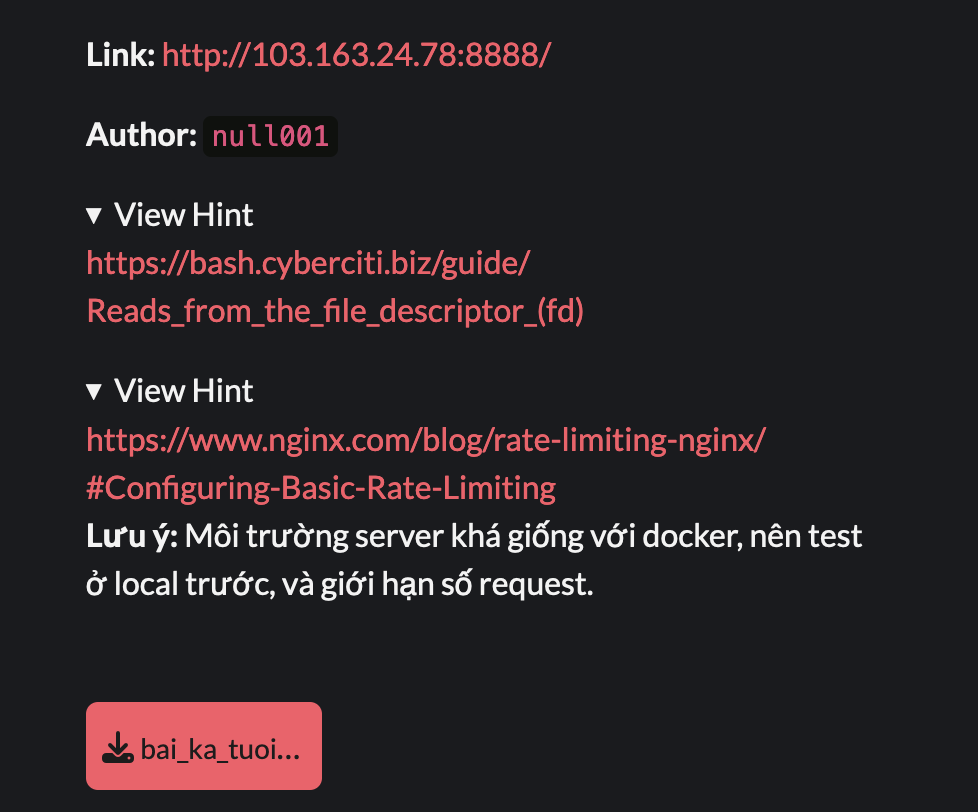 Link: http://103.163.24.78:8888/
Author: null001
▼ View Hint
https://bash.cyberciti.biz/guide/
Reads_from_the_file_descriptor_(fd)
▼ View Hint
https://www.nginx.com/blog/rate-limiting-nginx/
#Configuring-Basic-Rate-Limiting
Lưu ý: Môi trường server khá giống với docker, nên test
ở local trước, và giới hạn số request.
bai_ka_tuoi...